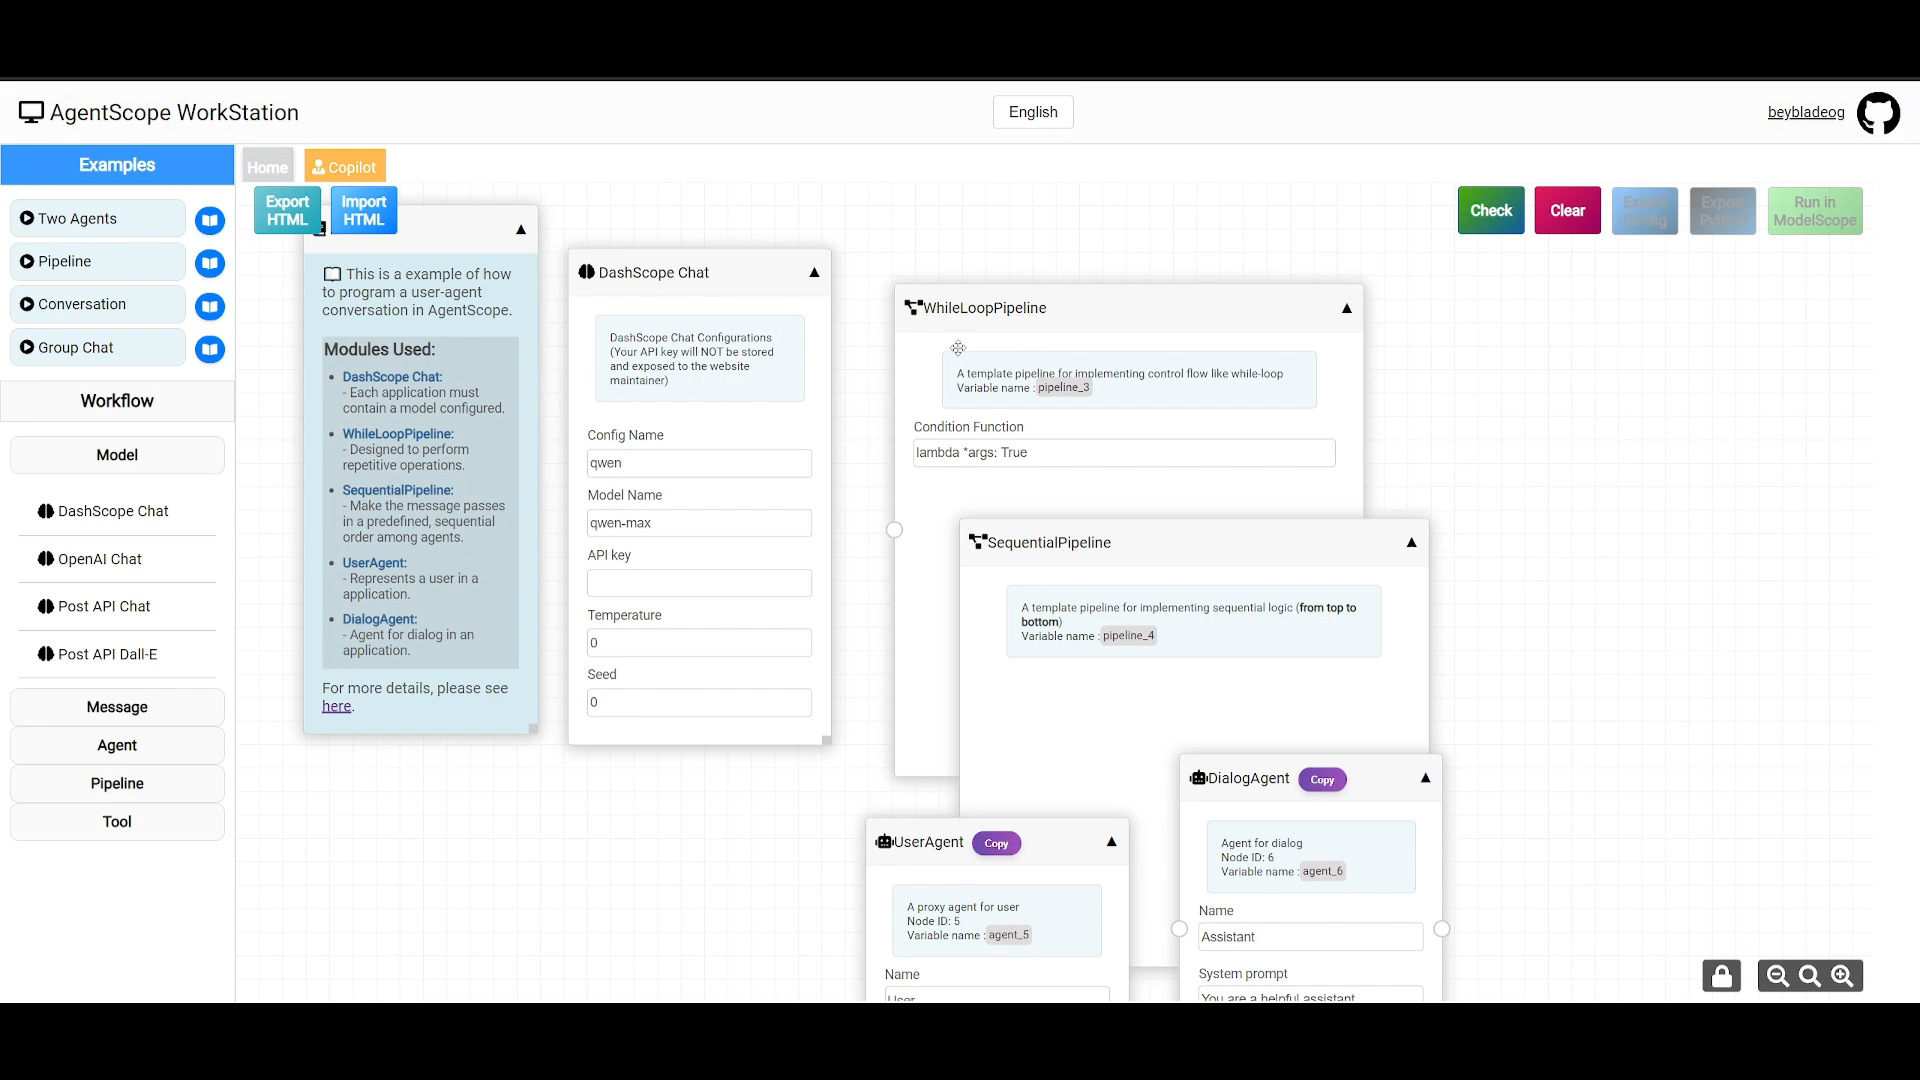 AgentScope WorkStation
English
beybladeog
Examples
Home
Copilot
Two Agents
Pipeline
Conversation
Group Chat
Workflow
Model
DashScope Chat
OpenAI Chat
Post API Chat
Post API Dall-E
Message
Agent
Pipeline
Tool
Export
HTML
Import
HTML
Check
Clear
Export
Config
Export
Run in
ModelScope
This is a example of how
to program a user-agent
conversation in AgentScope.
Modules Used:
• DashScope Chat:
- Each application must
contain a model configured.
• WhileLoopPipeline:
- Designed to perform
repetitive operations.
• SequentialPipeline:
- Make the message passes
in a predefined, sequential
order among agents.
• UserAgent:
- Represents a user in a
application.
• DialogAgent:
- Agent for dialog in an
application.
For more details, please see
here.
DashScope Chat
DashScope Chat Configurations
(Your API key will NOT be stored
and exposed to the website
maintainer)
Config Name
qwen
Model Name
qwen-max
API key
Temperature
0
Seed
0
WhileLoopPipeline
A template pipeline for implementing control flow like while-loop
Variable name : pipeline_3
Condition Function
lambda *args: True
SequentialPipeline
A template pipeline for implementing sequential logic (from top to
bottom)
Variable name : pipeline_4
UserAgent Copy
A proxy agent for user
Node ID: 5
Variable name : agent_5
Name
User
DialogAgent Copy
Agent for dialog
Node ID: 6
Variable name : agent_6
Name
Assistant
System prompt
You are a helpful assistant